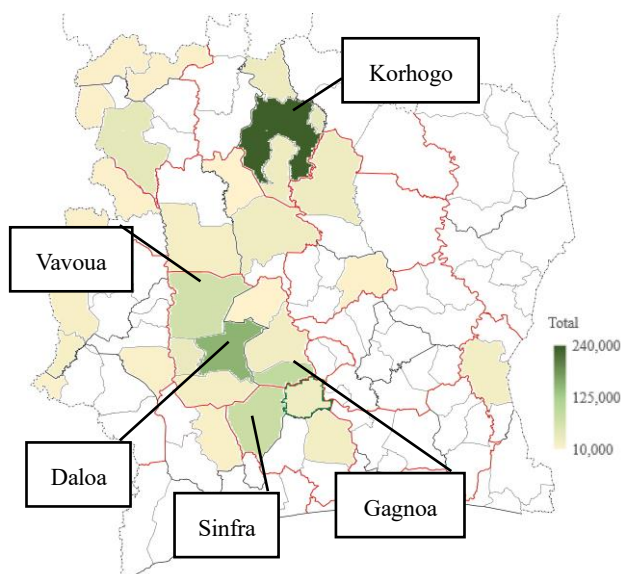 Korhogo
Vavoua
Total
240,000
125,000
10,000
Daloa
Sinfra
Gagnoa